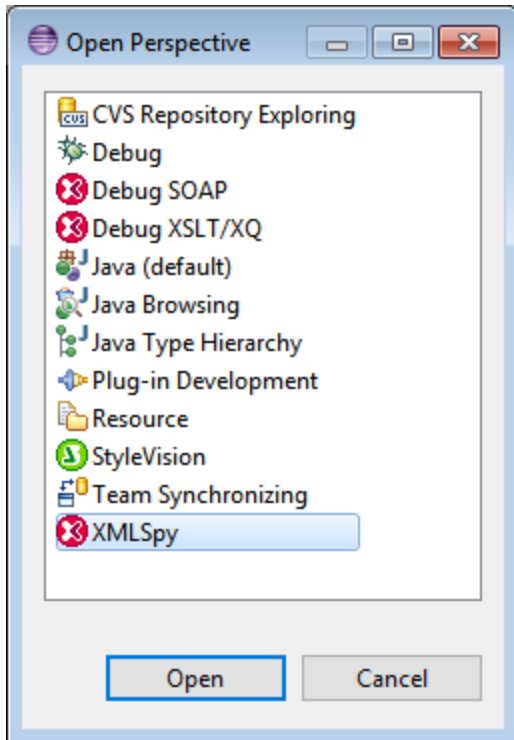 Open Perspective
CVS Repository Exploring
Debug
Debug SOAP
Debug XSLT/XQ
Java (default)
Java Browsing
Java Type Hierarchy
Plug-in Development
Resource
StyleVision
Team Synchronizing
XMLSpy
Open Cancel